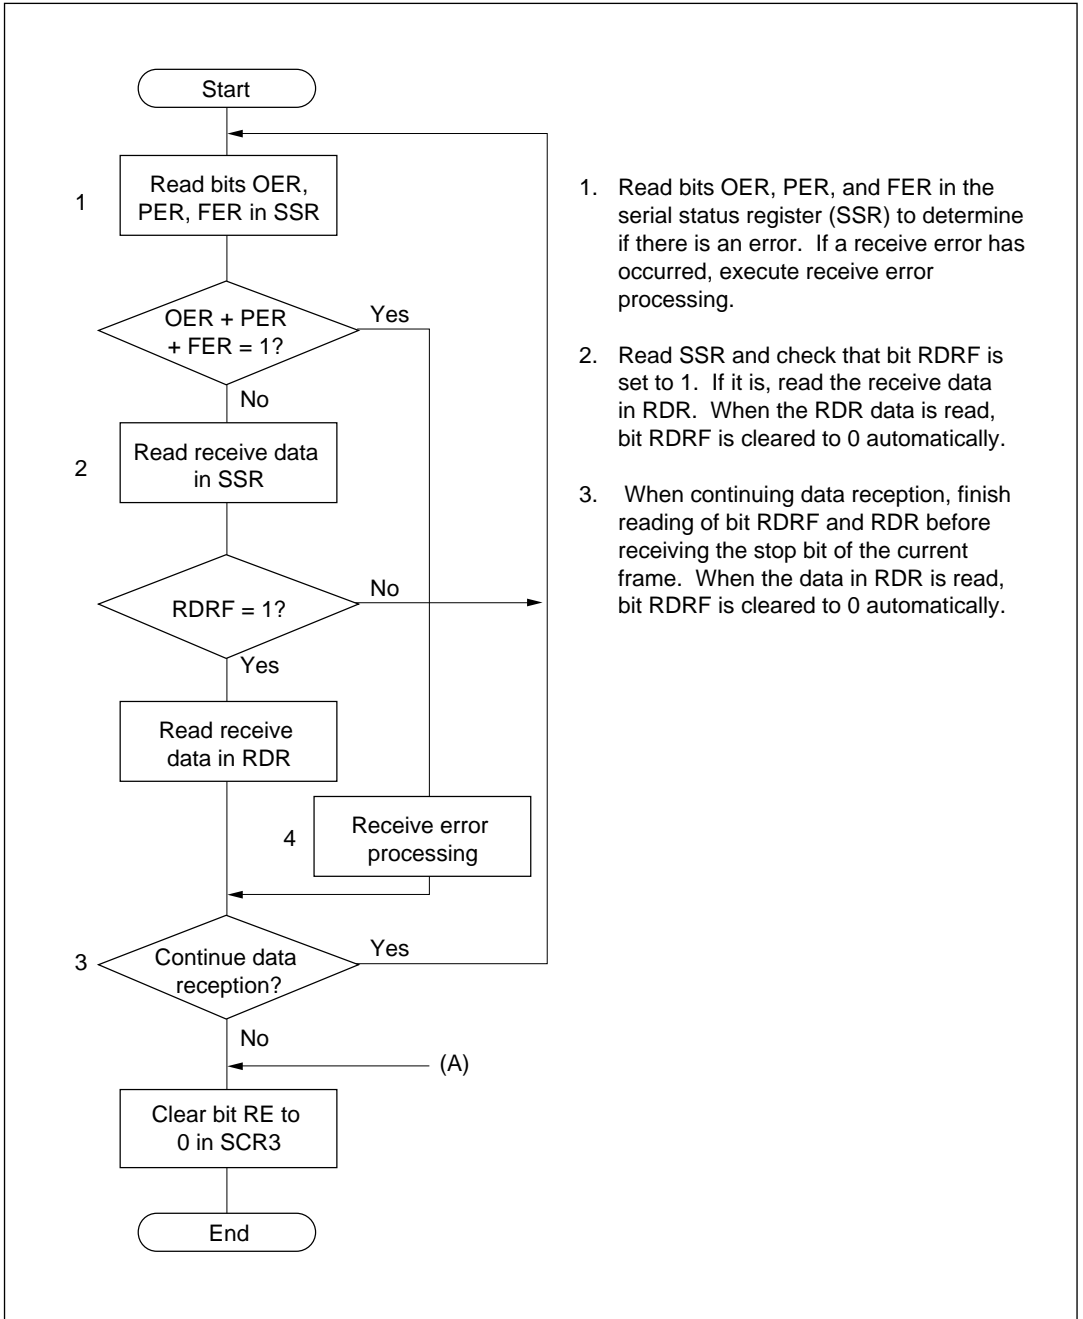 Start
1
Read bits OER,
PER, FER in SSR
OER + PER
+ FER = 1?
Yes
No
2
Read receive data
in SSR
RDRF = 1?
No
Yes
Read receive
data in RDR
4
Receive error
processing
3
Continue data
reception?
Yes
No
(A)
Clear bit RE to
0 in SCR3
End
1. Read bits OER, PER, and FER in the
serial status register (SSR) to determine
if there is an error. If a receive error has
occurred, execute receive error
processing.
2. Read SSR and check that bit RDRF is
set to 1. If it is, read the receive data
in RDR. When the RDR data is read,
bit RDRF is cleared to 0 automatically.
3. When continuing data reception, finish
reading of bit RDRF and RDR before
receiving the stop bit of the current
frame. When the data in RDR is read,
bit RDRF is cleared to 0 automatically.